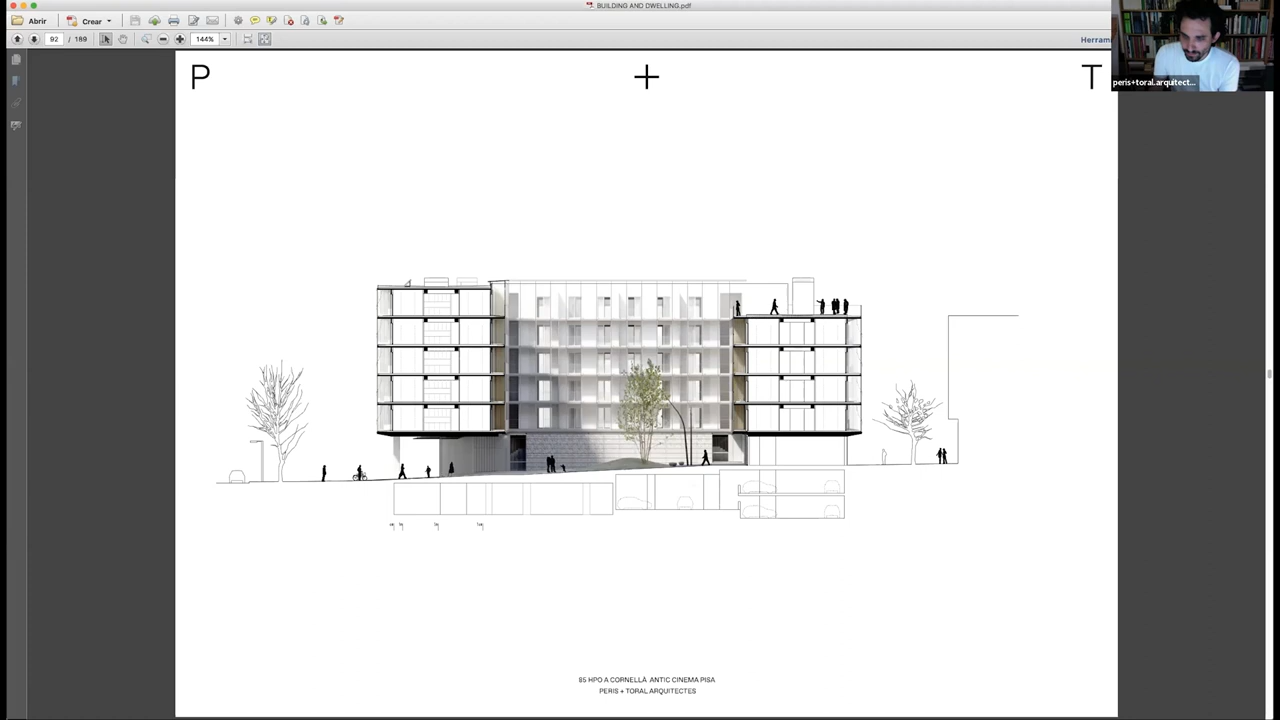 BUILDING AND DWELLING.pdf
Abrir
Crear
92 / 189
144%
Herrami
peris+toral.arquitect...
P + T
85 HPO A CORNELLÀ ANTIC CINEMA PISA
PERIS + TORAL ARQUITECTES